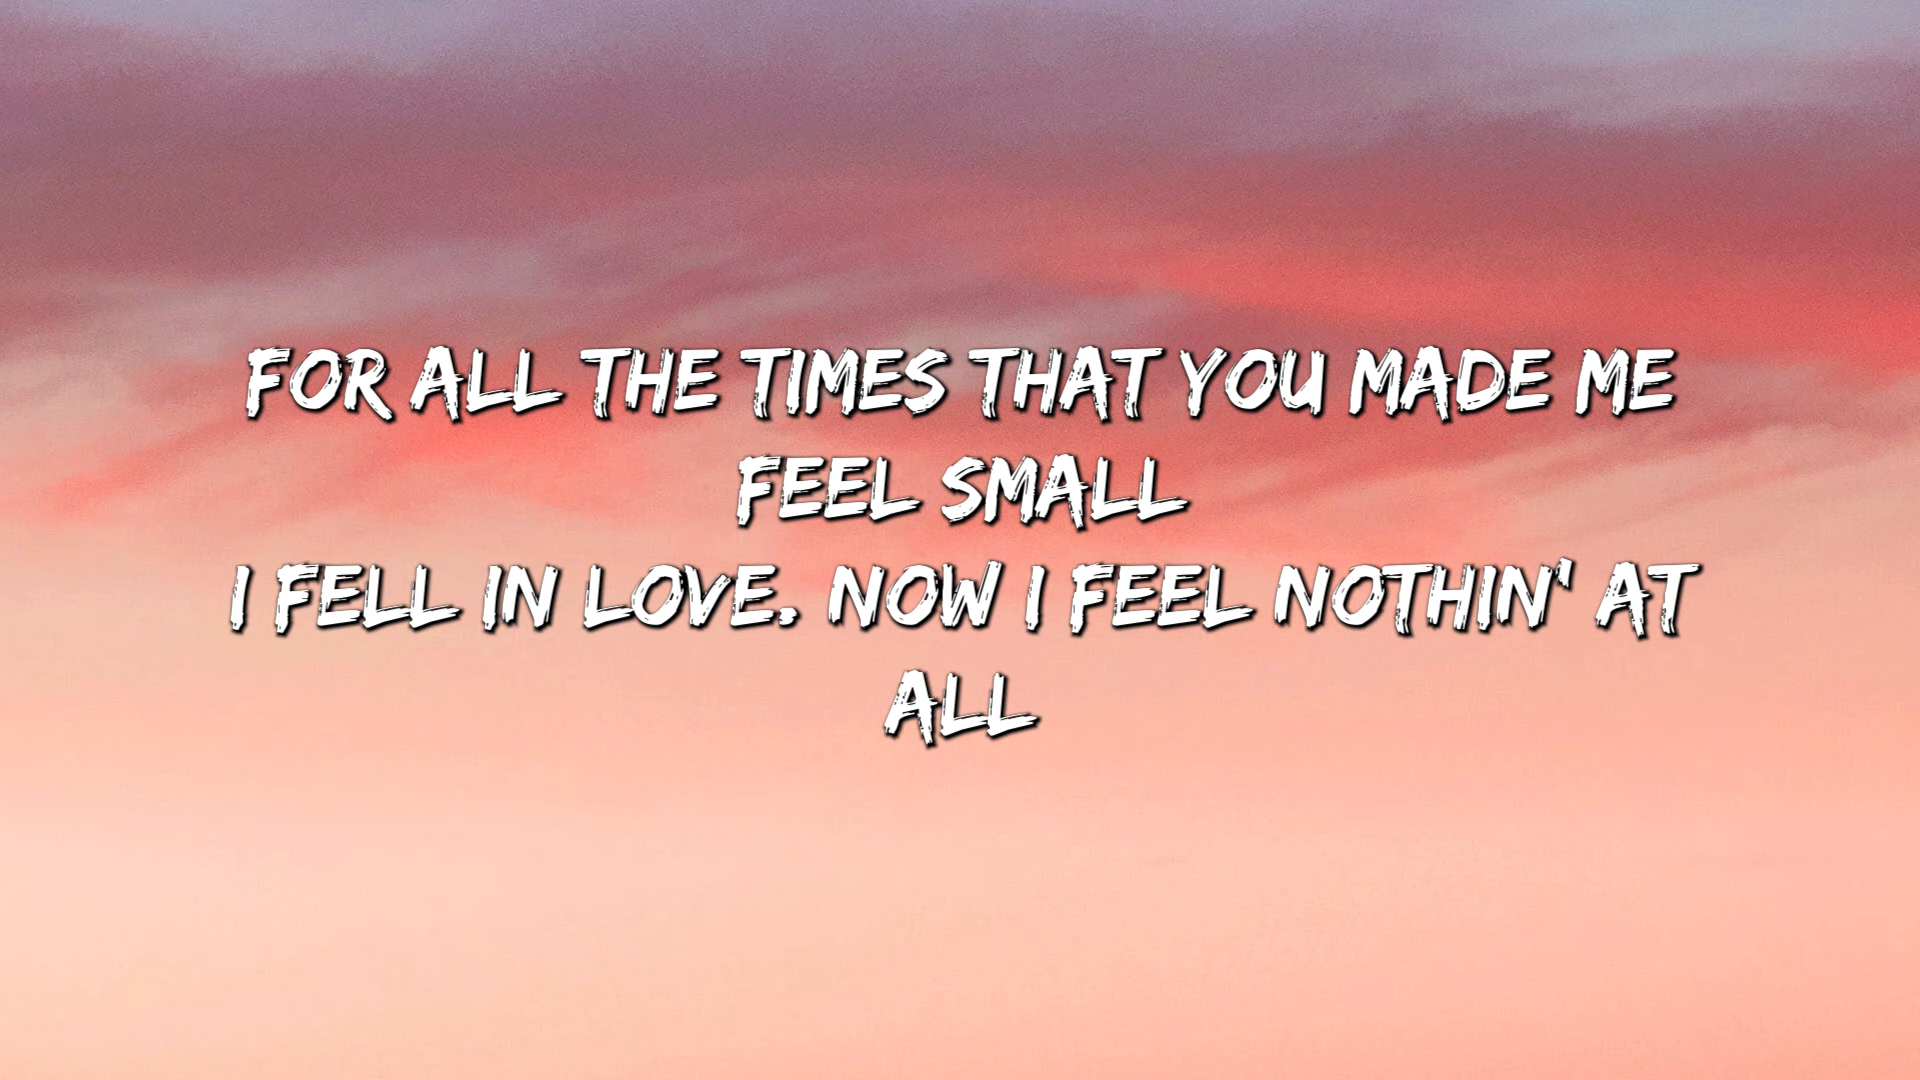 FOR ALL THE TIMES THAT YOU MADE ME
FEEL SMALL
I FELL IN LOVE. NOW I FEEL NOTHIN' AT
ALL